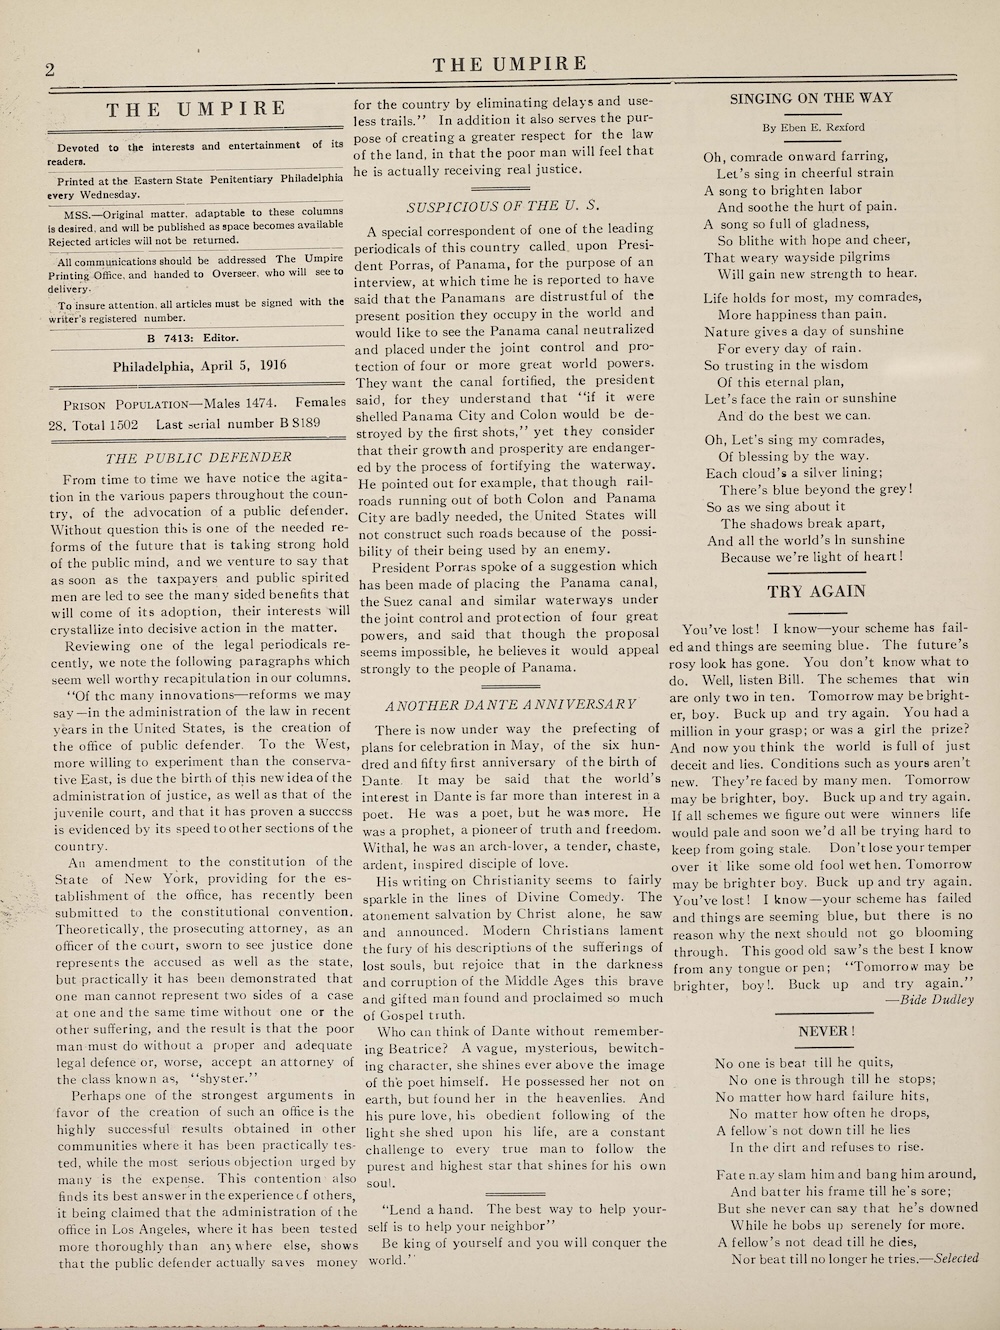 2
THE UMPIRE
THE UMPIRE
Devoted to the interests and entertainment of its
readers.
Printed at the Eastern State Penitentiary Philadelphia
every Wednesday.
MSS.—Original matter, adaptable to these columns
is desired, and will be published as space becomes available
Rejected articles will not be returned.
All communications should be addressed The Umpire
Printing Office, and handed to Overseer, who will see to
delivery.
To insure attention, all articles must be signed with the
writer's registered number.
B 7413: Editor.
Philadelphia, April 5, 1916
PRISON POPULATION—Males 1474. Females
28. Total 1502 Last serial number B 8189
THE PUBLIC DEFENDER
From time to time we have notice the agita-
tion in the various papers throughout the coun-
try, of the advocation of a public defender.
Without question this is one of the needed re-
forms of the future that is taking strong hold
of the public mind, and we venture to say that
as soon as the taxpayers and public spirited
men are led to see the many sided benefits that
will come of its adoption, their interests will
crystallize into decisive action in the matter.
Reviewing one of the legal periodicals re-
cently, we note the following paragraphs which
seem well worthy recapitulation in our columns.
"Of the many innovations—reforms we may
say—in the administration of the law in recent
years in the United States, is the creation of
the office of public defender. To the West,
more willing to experiment than the conserva-
tive East, is due the birth of this new idea of the
administration of justice, as well as that of the
juvenile court, and that it has proven a success
is evidenced by its speed to other sections of the
country.
An amendment to the constitution of the
State of New York, providing for the es-
tablishment of the office, has recently been
submitted to the constitutional convention.
Theoretically, the prosecuting attorney, as an
officer of the court, sworn to see justice done
represents the accused as well as the state,
but practically it has been demonstrated that
one man cannot represent two sides of a case
at one and the same time without one or the
other suffering, and the result is that the poor
man must do without a proper and adequate
legal defence or, worse, accept an attorney of
the class known as, "shyster."
Perhaps one of the strongest arguments in
favor of the creation of such an office is the
highly successful results obtained in other
communities where it has been practically tes-
ted, while the most serious objection urged by
many is the expense. This contention also
finds its best answer in the experience of others,
it being claimed that the administration of the
office in Los Angeles, where it has been tested
more thoroughly than anywhere else, shows
that the public defender actually saves money
for the country by eliminating delays and use-
less trails." In addition it also serves the pur-
pose of creating a greater respect for the law
of the land, in that the poor man will feel that
he is actually receiving real justice.
SUSPICIOUS OF THE U. S.
A special correspondent of one of the leading
periodicals of this country called upon Presi-
dent Porras, of Panama, for the purpose of an
interview, at which time he is reported to have
said that the Panamans are distrustful of the
present position they occupy in the world and
would like to see the Panama canal neutralized
and placed under the joint control and pro-
tection of four or more great world powers.
They want the canal fortified, the president
said, for they understand that "if it were
shelled Panama City and Colon would be de-
stroyed by the first shots," yet they consider
that their growth and prosperity are endanger-
ed by the process of fortifying the waterway.
He pointed out for example, that though rail-
roads running out of both Colon and Panama
City are badly needed, the United States will
not construct such roads because of the possi-
bility of their being used by an enemy.
President Porras spoke of a suggestion which
has been made of placing the Panama canal,
the Suez canal and similar waterways under
the joint control and protection of four great
powers, and said that though the proposal
seems impossible, he believes it would appeal
strongly to the people of Panama.
ANOTHER DANTE ANNIVERSARY
There is now under way the prefecting of
plans for celebration in May, of the six hun-
dred and fifty first anniversary of the birth of
Dante. It may be said that the world's
interest in Dante is far more than interest in a
poet. He was a poet, but he was more. He
was a prophet, a pioneer of truth and freedom.
Withal, he was an arch-lover, a tender, chaste,
ardent, inspired disciple of love.
His writing on Christianity seems to fairly
sparkle in the lines of Divine Comedy. The
atonement salvation by Christ alone, he saw
and announced. Modern Christians lament
the fury of his descriptions of the sufferings of
lost souls, but rejoice that in the darkness
and corruption of the Middle Ages this brave
and gifted man found and proclaimed so much
of Gospel truth.
Who can think of Dante without remember-
ing Beatrice? A vague, mysterious, bewitch-
ing character, she shines ever above the image
of the poet himself. He possessed her not on
earth, but found her in the heavenlies. And
his pure love, his obedient following of the
light she shed upon his life, are a constant
challenge to every true man to follow the
purest and highest star that shines for his own
soul.
"Lend a hand. The best way to help your-
self is to help your neighbor"
Be king of yourself and you will conquer the
world."
SINGING ON THE WAY
By Eben E. Rexford
Oh, comrade onward farring,
Let's sing in cheerful strain
A song to brighten labor
And soothe the hurt of pain.
A song so full of gladness,
So blithe with hope and cheer,
That weary wayside pilgrims
Will gain new strength to hear.
Life holds for most, my comrades,
More happiness than pain.
Nature gives a day of sunshine
For every day of rain.
So trusting in the wisdom
Of this eternal plan,
Let's face the rain or sunshine
And do the best we can.
Oh, Let's sing my comrades,
Of blessing by the way.
Each cloud's a silver lining;
There's blue beyond the grey!
So as we sing about it
The shadows break apart,
And all the world's in sunshine
Because we're light of heart!
TRY AGAIN
You've lost! I know—your scheme has fail-
ed and things are seeming blue. The future's
rosy look has gone. You don't know what to
do. Well, listen Bill. The schemes that win
are only two in ten. Tomorrow may be bright-
er, boy. Buck up and try again. You had a
million in your grasp; or was a girl the prize?
And now you think the world is full of just
deceit and lies. Conditions such as yours aren't
new. They're faced by many men. Tomorrow
may be brighter, boy. Buck up and try again.
If all schemes we figure out were winners life
would pale and soon we'd all be trying hard to
keep from going stale. Don't lose your temper
over it like some old fool wet hen. Tomorrow
may be brighter boy. Buck up and try again.
You've lost! I know—your scheme has failed
and things are seeming blue, but there is no
reason why the next should not go blooming
through. This good old saw's the best I know
from any tongue or pen; "Tomorrow may be
brighter, boy!. Buck up and try again."
—Bide Dudley
NEVER!
No one is beat till he quits,
No one is through till he stops;
No matter how hard failure hits,
No matter how often he drops,
A fellow's not down till he lies
In the dirt and refuses to rise.
Fate may slam him and bang him around,
And batter his frame till he's sore;
But she never can say that he's downed
While he bobs up serenely for more.
A fellow's not dead till he dies,
Nor beat till no longer he tries.—Selected